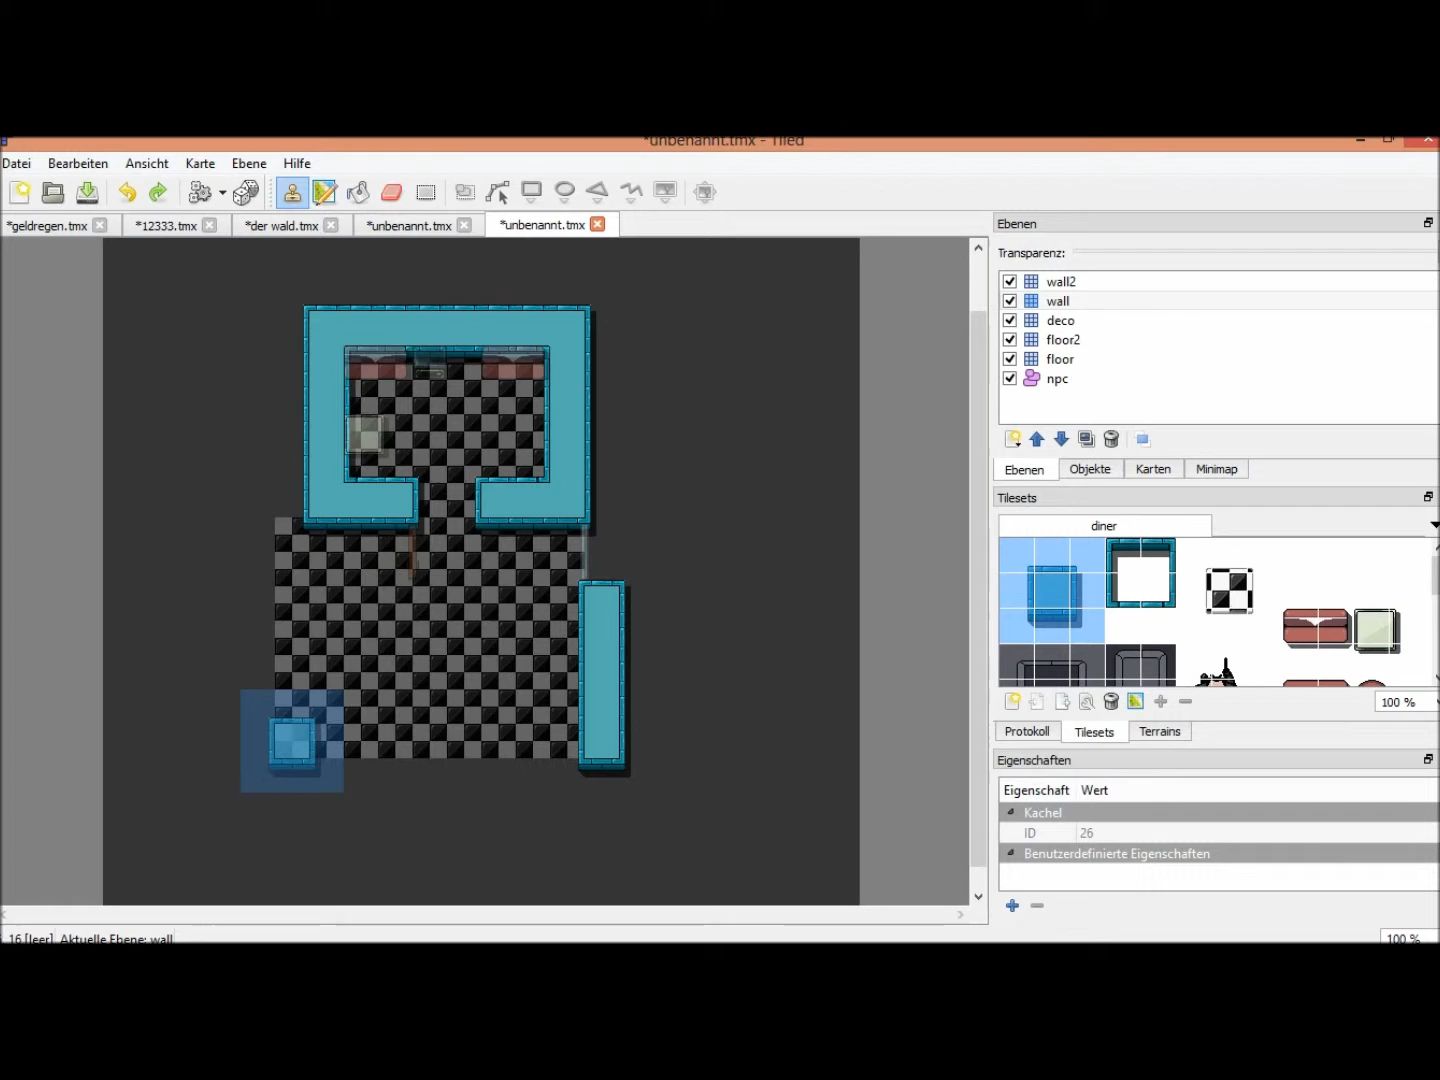 *unbenannt.tmx - Tiled
Datei Bearbeiten Ansicht Karte Ebene Hilfe
*geldregen.tmx *12333.tmx *der wald.tmx *unbenannt.tmx *unbenannt.tmx
Ebenen
Transparenz:
wall2
wall
deco
floor2
floor
npc
Ebenen Objekte Karten Minimap
Tilesets
diner
100 %
Protokoll Tilesets Terrains
Eigenschaften
Eigenschaft Wert
Kachel
ID 26
Benutzerdefinierte Eigenschaften
16 [leer] Aktuelle Ebene: wall
100 %